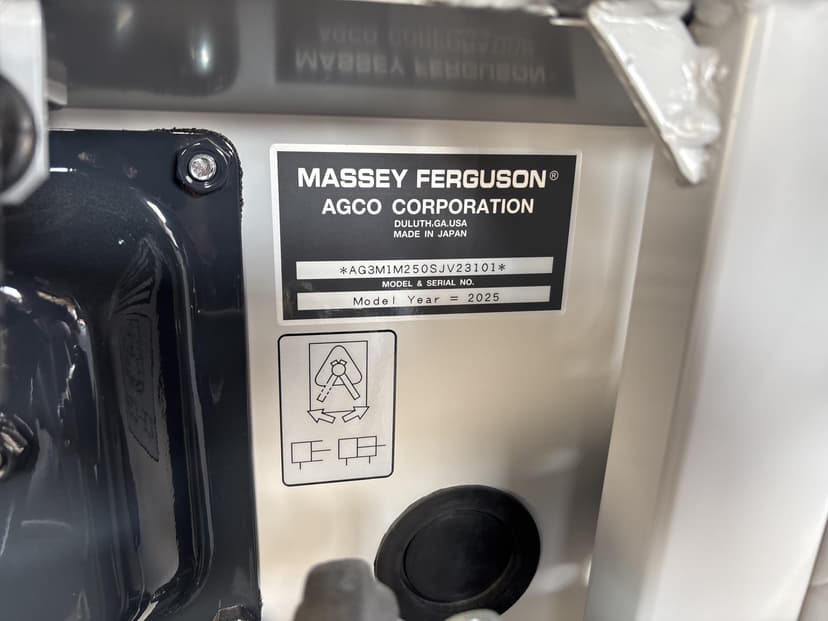 MASSEY FERGUSON®
AGCO CORPORATION
DULUTH,GA.USA
MADE IN JAPAN
*AG3M1M250SJV23101*
MODEL & SERIAL NO.
Model Year = 2025